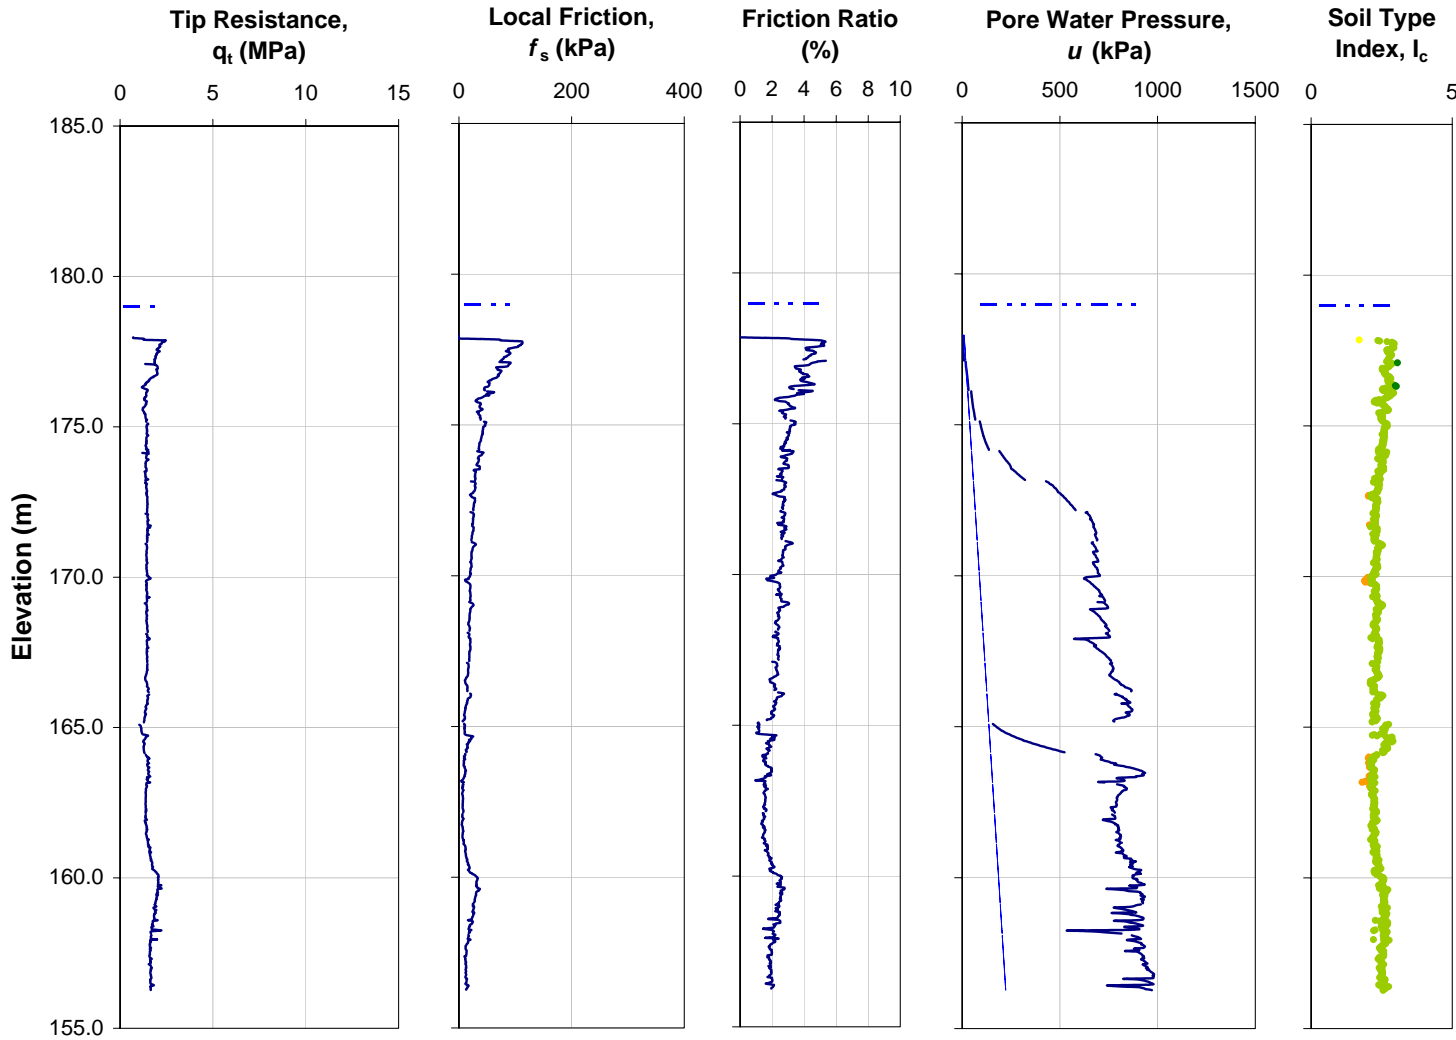 Tip Resistance,
qt (MPa)
Local Friction,
fs (kPa)
Friction Ratio
(%)
Pore Water Pressure,
u (kPa)
Soil Type
Index, Ic
0 5 10 15
0 200 400
0 2 4 6 8 10
0 500 1000 1500
0 5
185.0
180.0
175.0
170.0
165.0
160.0
155.0
Elevation (m)